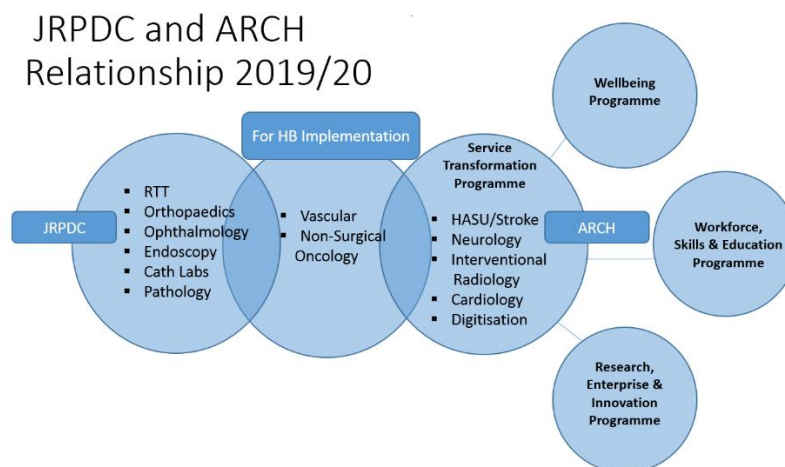 JRPDC and ARCH
Relationship 2019/20
Wellbeing
Programme
For HB Implementation
Service
Transformation
Programme
JRPDC
▪ RTT
▪ Orthopaedics
▪ Ophthalmology
▪ Endoscopy
▪ Cath Labs
▪ Pathology
▪ Vascular
▪ Non-Surgical
Oncology
▪ HASU/Stroke
▪ Neurology
▪ Interventional
Radiology
▪ Cardiology
▪ Digitisation
ARCH
Workforce,
Skills & Education
Programme
Research,
Enterprise &
Innovation
Programme